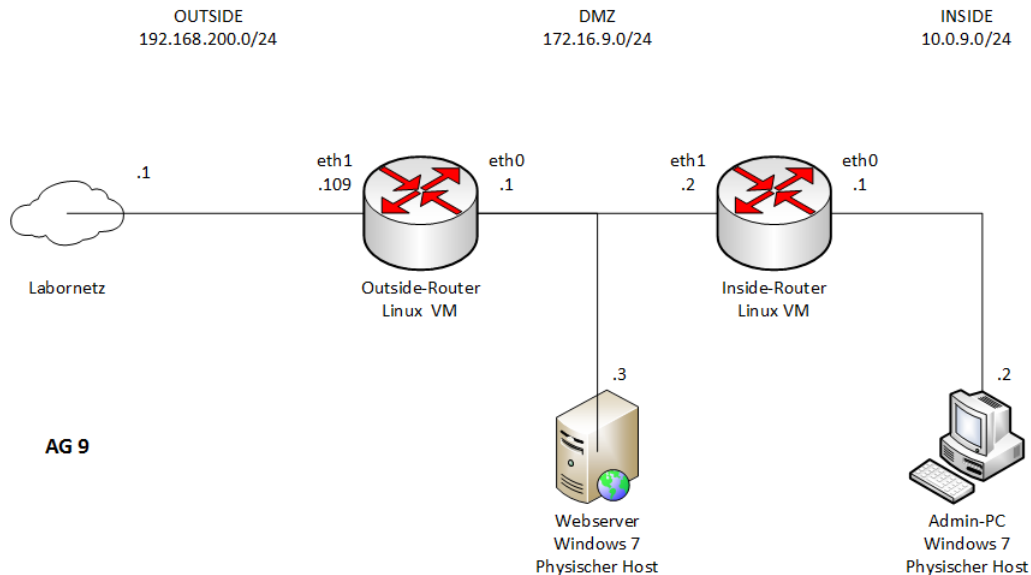 OUTSIDE
192.168.200.0/24
DMZ
172.16.9.0/24
INSIDE
10.0.9.0/24
.1
eth1
.109
eth0
.1
eth1
.2
eth0
.1
Labornetz
Outside-Router
Linux  VM
Inside-Router
Linux VM
.3
.2
AG 9
Webserver
Windows 7
Physischer Host
Admin-PC
Windows 7
Physischer Host